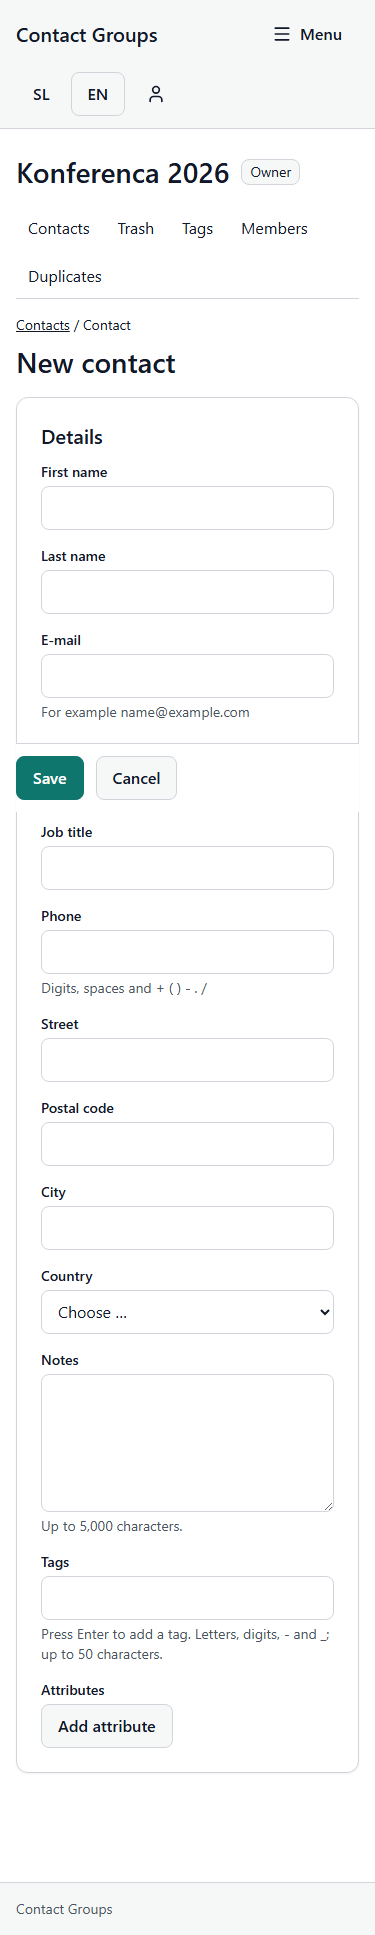 Contact Groups
Menu
SL
EN
Konferenca 2026
Owner
Contacts
Trash
Tags
Members
Duplicates
Contacts / Contact
New contact
Details
First name
Last name
E-mail
For example name@example.com
Save
Cancel
Job title
Phone
Digits, spaces and + ( ) - . /
Street
Postal code
City
Country
Choose ...
Notes
Up to 5,000 characters.
Tags
Press Enter to add a tag. Letters, digits, - and _;
up to 50 characters.
Attributes
Add attribute
Contact Groups